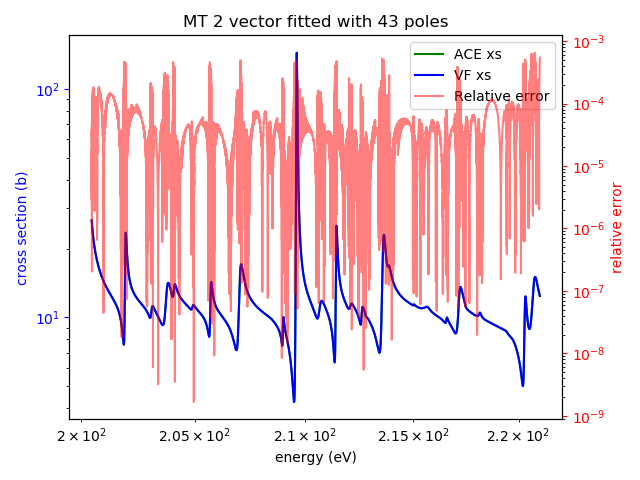 MT 2 vector fitted with 43 poles
ACE xs
VF xs
Relative error
cross section (b)
10²
10¹
relative error
10⁻³
10⁻⁴
10⁻⁵
10⁻⁶
10⁻⁷
10⁻⁸
10⁻⁹
2 × 10²
2.05 × 10²
2.1 × 10²
2.15 × 10²
2.2 × 10²
energy (eV)